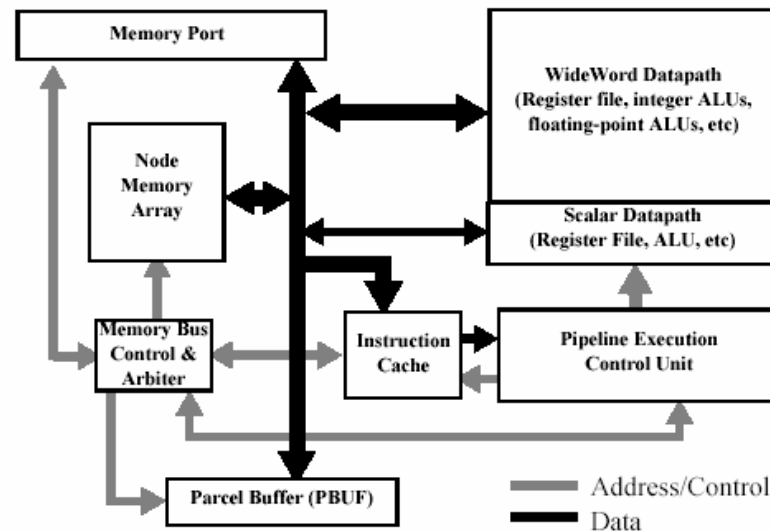 Memory Port
WideWord Datapath
(Register file, integer ALUs,
floating-point ALUs, etc)
Node
Memory
Array
Scalar Datapath
(Register File, ALU, etc)
Memory Bus
Control &
Arbiter
Instruction
Cache
Pipeline Execution
Control Unit
Parcel Buffer (PBUF)
Address/Control
Data